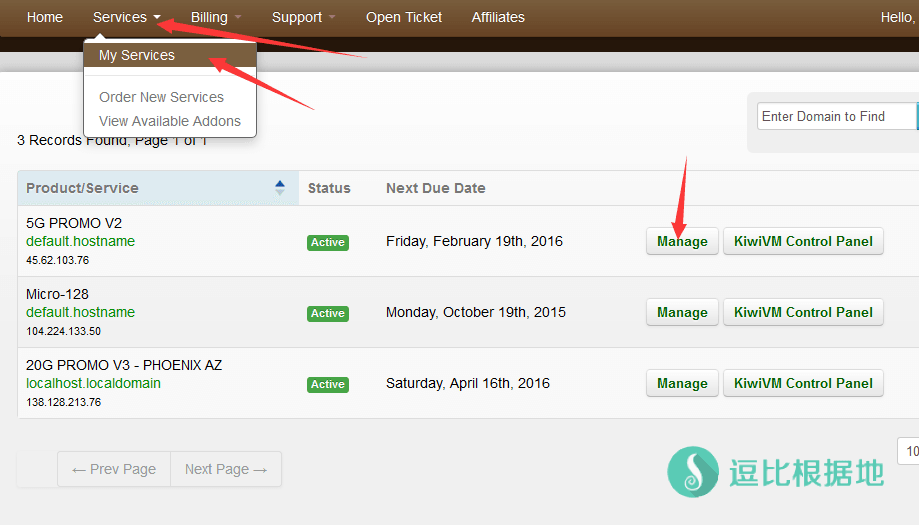 Home Services Billing Support Open Ticket Affiliates Hello,
My Services
Order New Services
View Available Addons
Enter Domain to Find
3 Records Found, Page 1 of 1
Product/Service Status Next Due Date
5G PROMO V2
default.hostname Active Friday, February 19th, 2016 Manage KiwiVM Control Panel
45.62.103.76
Micro-128
default.hostname Active Monday, October 19th, 2015 Manage KiwiVM Control Panel
104.224.133.50
20G PROMO V3 - PHOENIX AZ
localhost.localdomain Active Saturday, April 16th, 2016 Manage KiwiVM Control Panel
138.128.213.76
10
← Prev Page Next Page →
逗比根据地